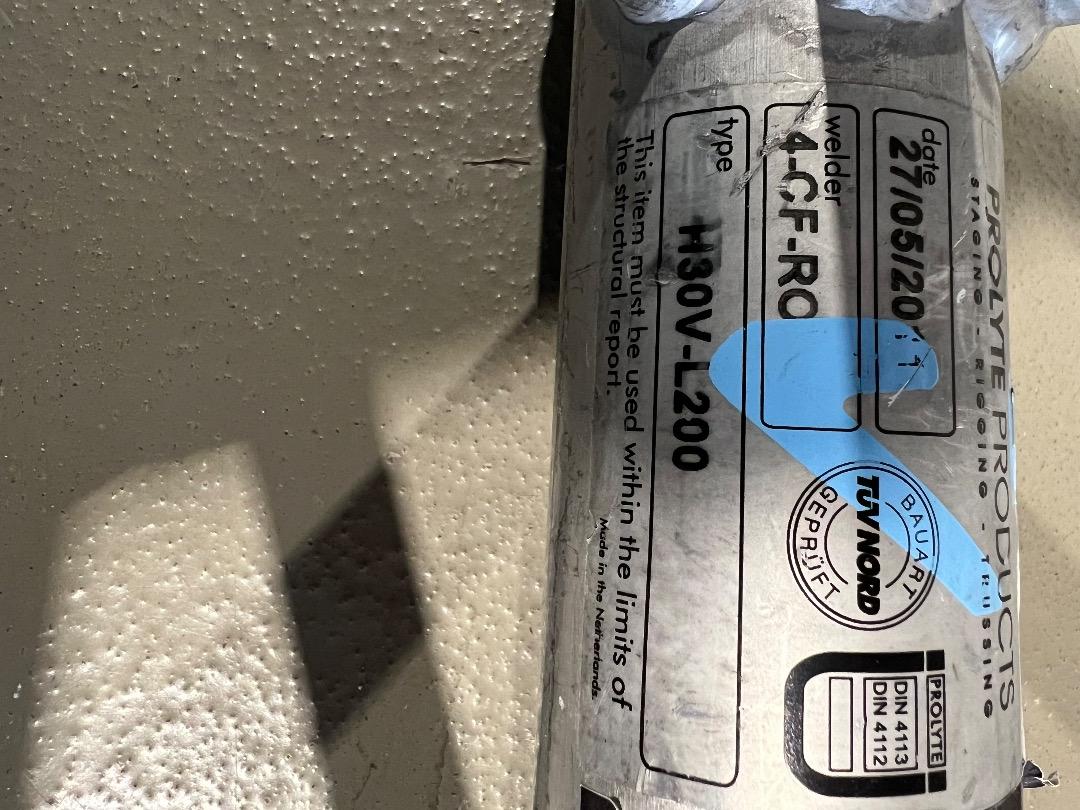 PROLYTE PRODUCTS
STAGING - RIGGING - TRUSSING
date
27/05/20
welder
4-CF-RO
type
H30V-L200
BAUART
TÜV NORD
GEPRÜFT
PROLYTE
DIN 4113
DIN 4112
This item must be used within the limits of
the structural report.
Made in the Netherlands